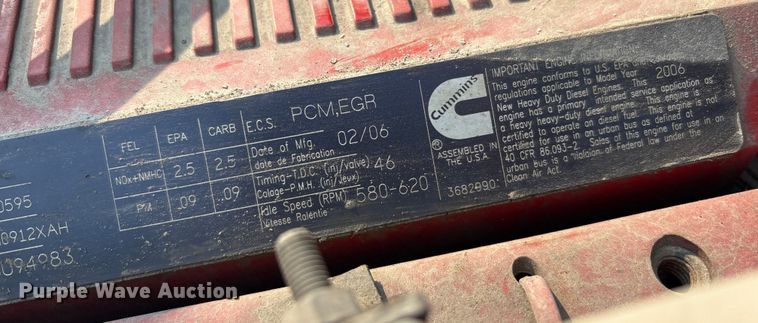 0595
0912XAH
U94983
FEL EPA CARB
NOx+NMHC 2.5 2.5
PM .09 .09
E.C.S. PCM,EGR
Date of Mfg. 02/06
date de Fabrication
Timing-T.D.C. (inj/valve) .46
Calage-P.M.H. (inj/jeux)
Idle Speed (RPM) 580-620
Vitesse Ralentie
Cummins
®
ASSEMBLED IN
THE U.S.A.
3682990
IMPORTANT ENGINE
This engine conforms to U.S. EPA
regulations applicable to Model Year 2006
New Heavy Duty Diesel Engines. This
engine has a primary intended service application as
a heavy heavy-duty diesel engine. This engine is
certified to operate on diesel fuel. This engine is not
certified for use in an urban bus as defined at
40 CFR 86.093-2. Sales of this engine for use in an
urban bus is a violation of Federal law under the
Clean Air Act.
Purple Wave Auction